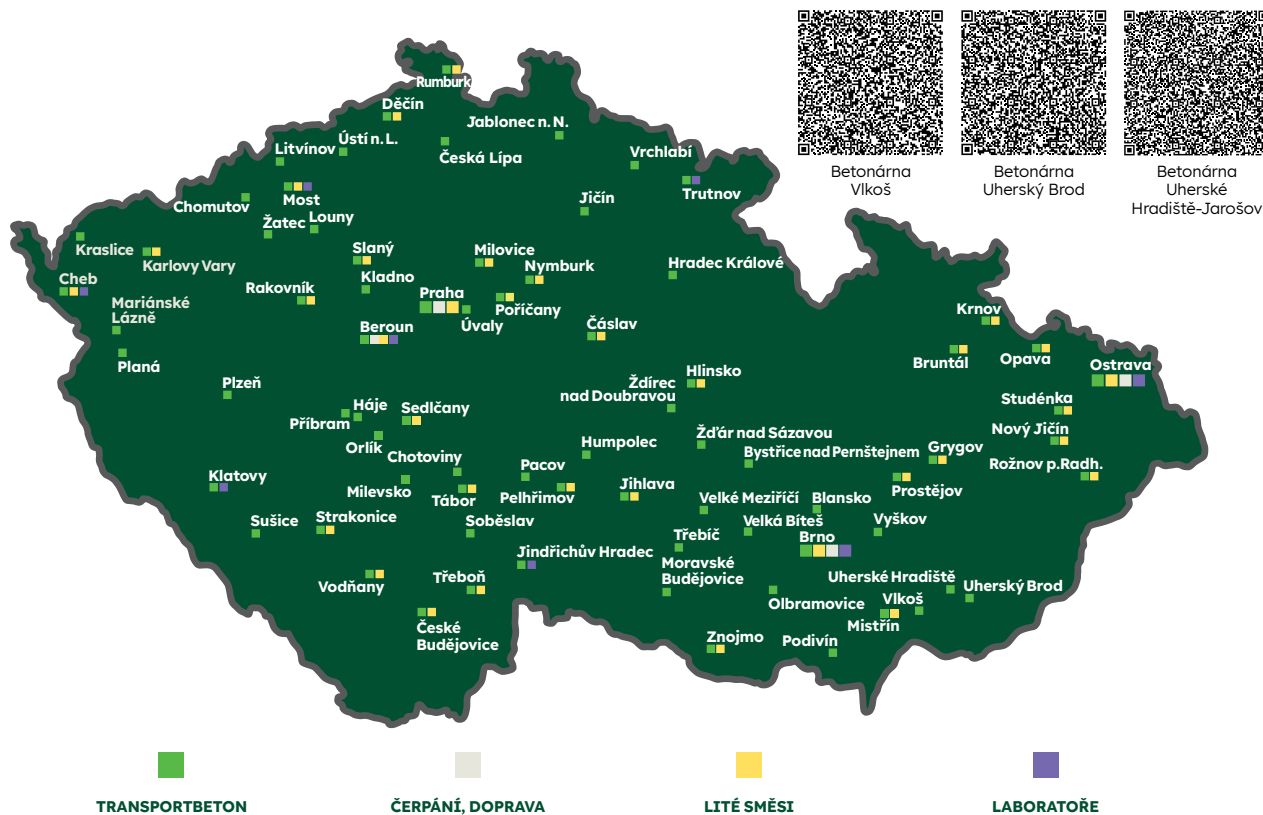 Betonárna
Vlkoš
Betonárna
Uherský Brod
Betonárna
Uherské
Hradiště-Jarošov
Rumburk
Děčín
Jablonec n. N.
Ústí n. L.
Česká Lípa
Litvínov
Vrchlabí
Trutnov
Most
Chomutov
Jičín
Louny
Žatec
Kraslice
Karlovy Vary
Slaný
Milovice
Nymburk
Hradec Králové
Cheb
Kladno
Rakovník
Praha
Poříčany
Mariánské
Lázně
Úvaly
Beroun
Čáslav
Krnov
Planá
Bruntál
Opava
Ostrava
Plzeň
Hlinsko
Ždírec
nad Doubravou
Studénka
Háje
Sedlčany
Příbram
Orlík
Nový Jičín
Humpolec
Žďár nad Sázavou
Bystřice nad Pernštejnem
Grygov
Rožnov p.Radh.
Chotoviny
Pacov
Klatovy
Milevsko
Tábor
Pelhřimov
Jihlava
Prostějov
Velké Meziříčí
Blansko
Sušice
Strakonice
Soběslav
Velká Bíteš
Vyškov
Třebíč
Brno
Jindřichův Hradec
Moravské
Budějovice
Vodňany
Třeboň
Uherské Hradiště
Uherský Brod
Olbramovice
Vlkoš
Mistřín
České
Budějovice
Znojmo
Podivín
TRANSPORTBETON
ČERPÁNÍ, DOPRAVA
LITÉ SMĚSI
LABORATOŘE